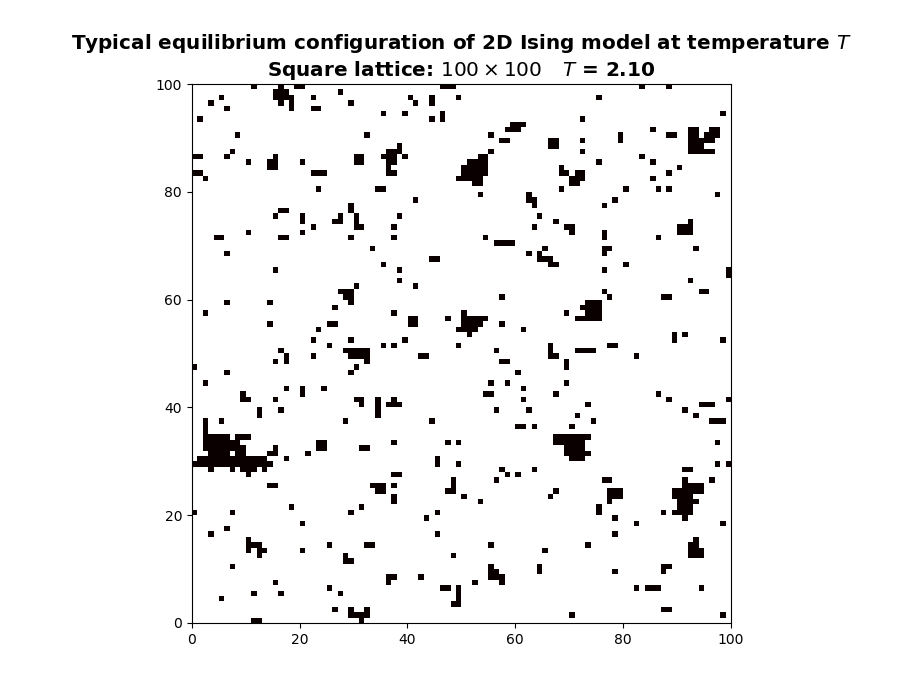 Typical equilibrium configuration of 2D Ising model at temperature T
Square lattice: 100 × 100 T = 2.10
100
80
60
40
20
0
0 20 40 60 80 100